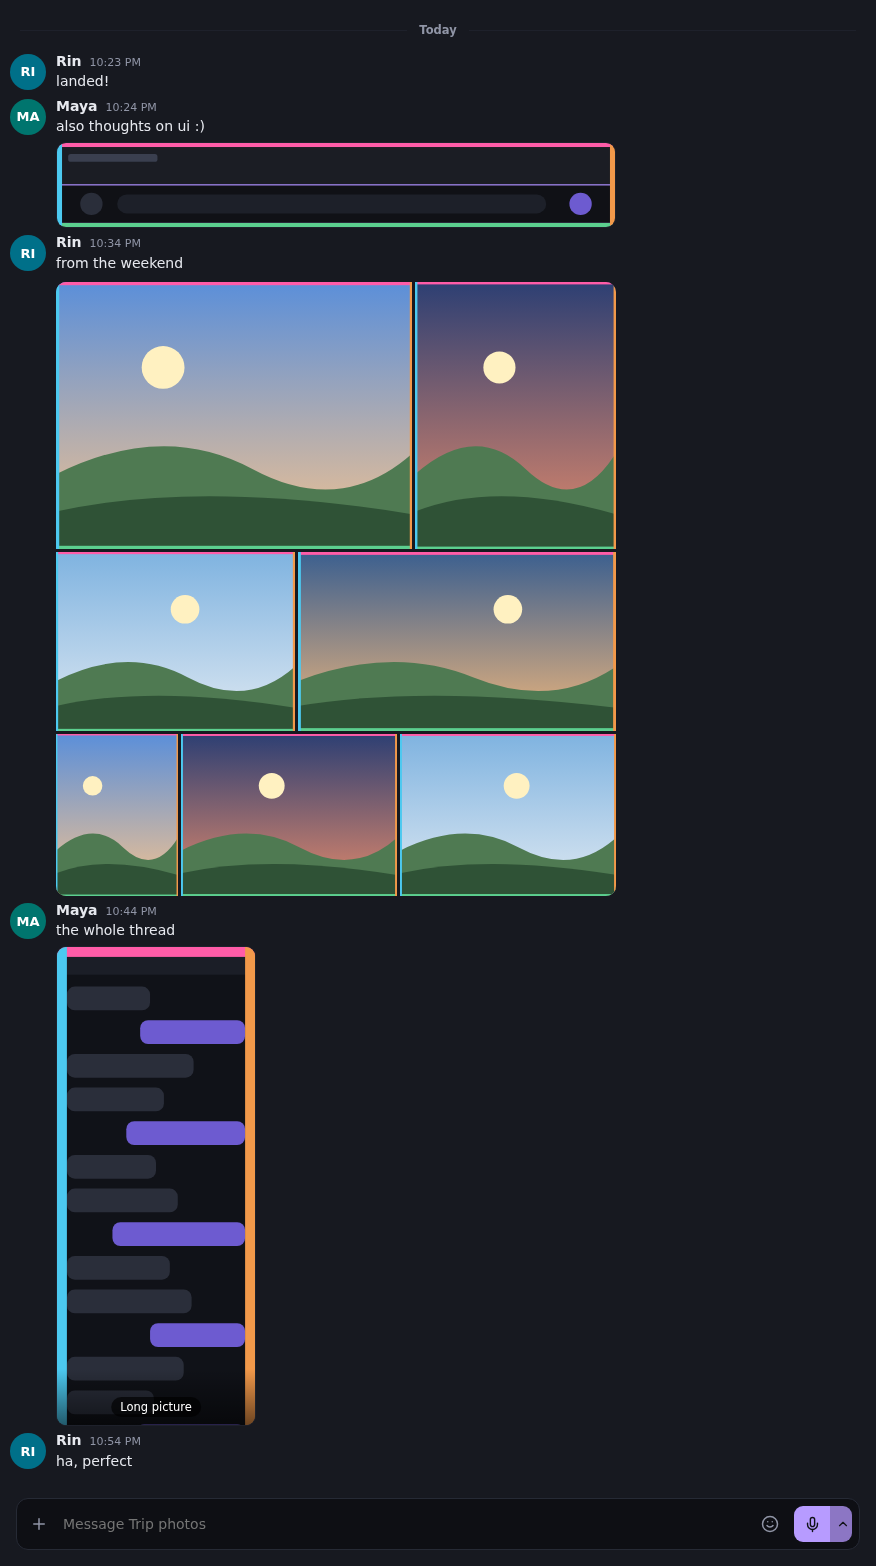 Today
RI
Rin 10:23 PM
landed!
MA
Maya 10:24 PM
also thoughts on ui :)
RI
Rin 10:34 PM
from the weekend
MA
Maya 10:44 PM
the whole thread
Long picture
RI
Rin 10:54 PM
ha, perfect
Message Trip photos